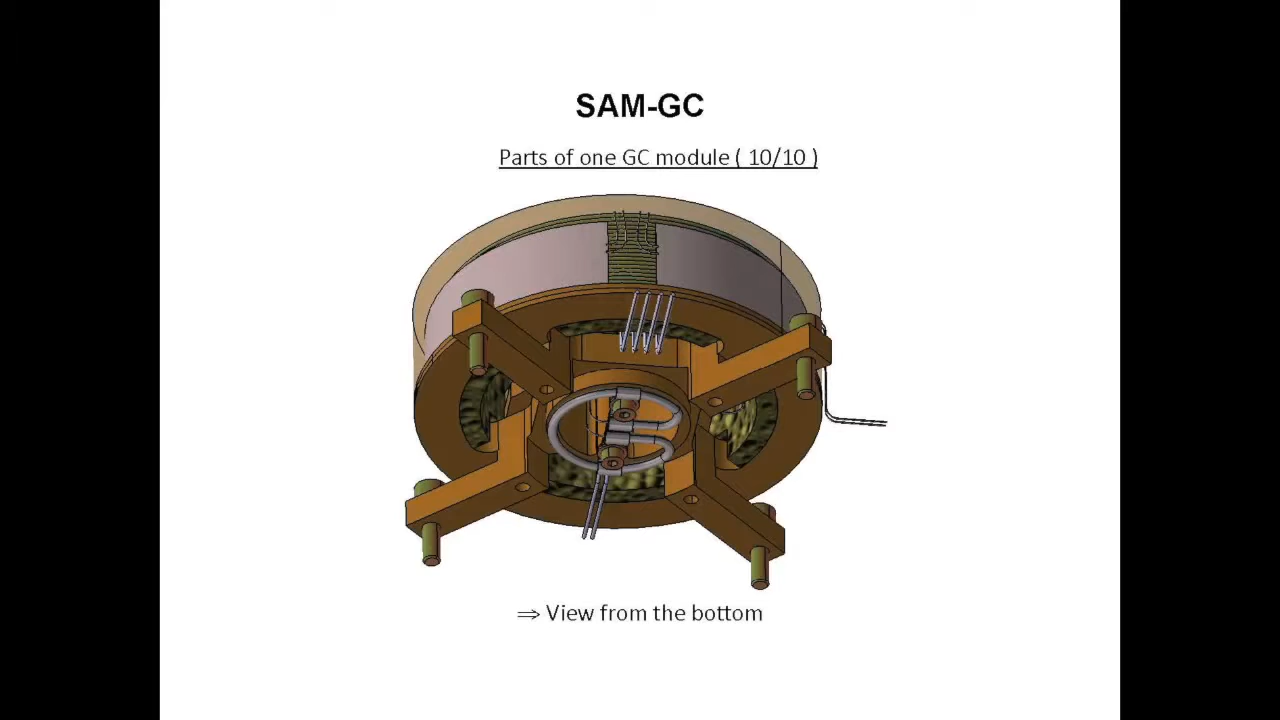 SAM-GC
Parts of one GC module ( 10/10 )
⇒ View from the bottom